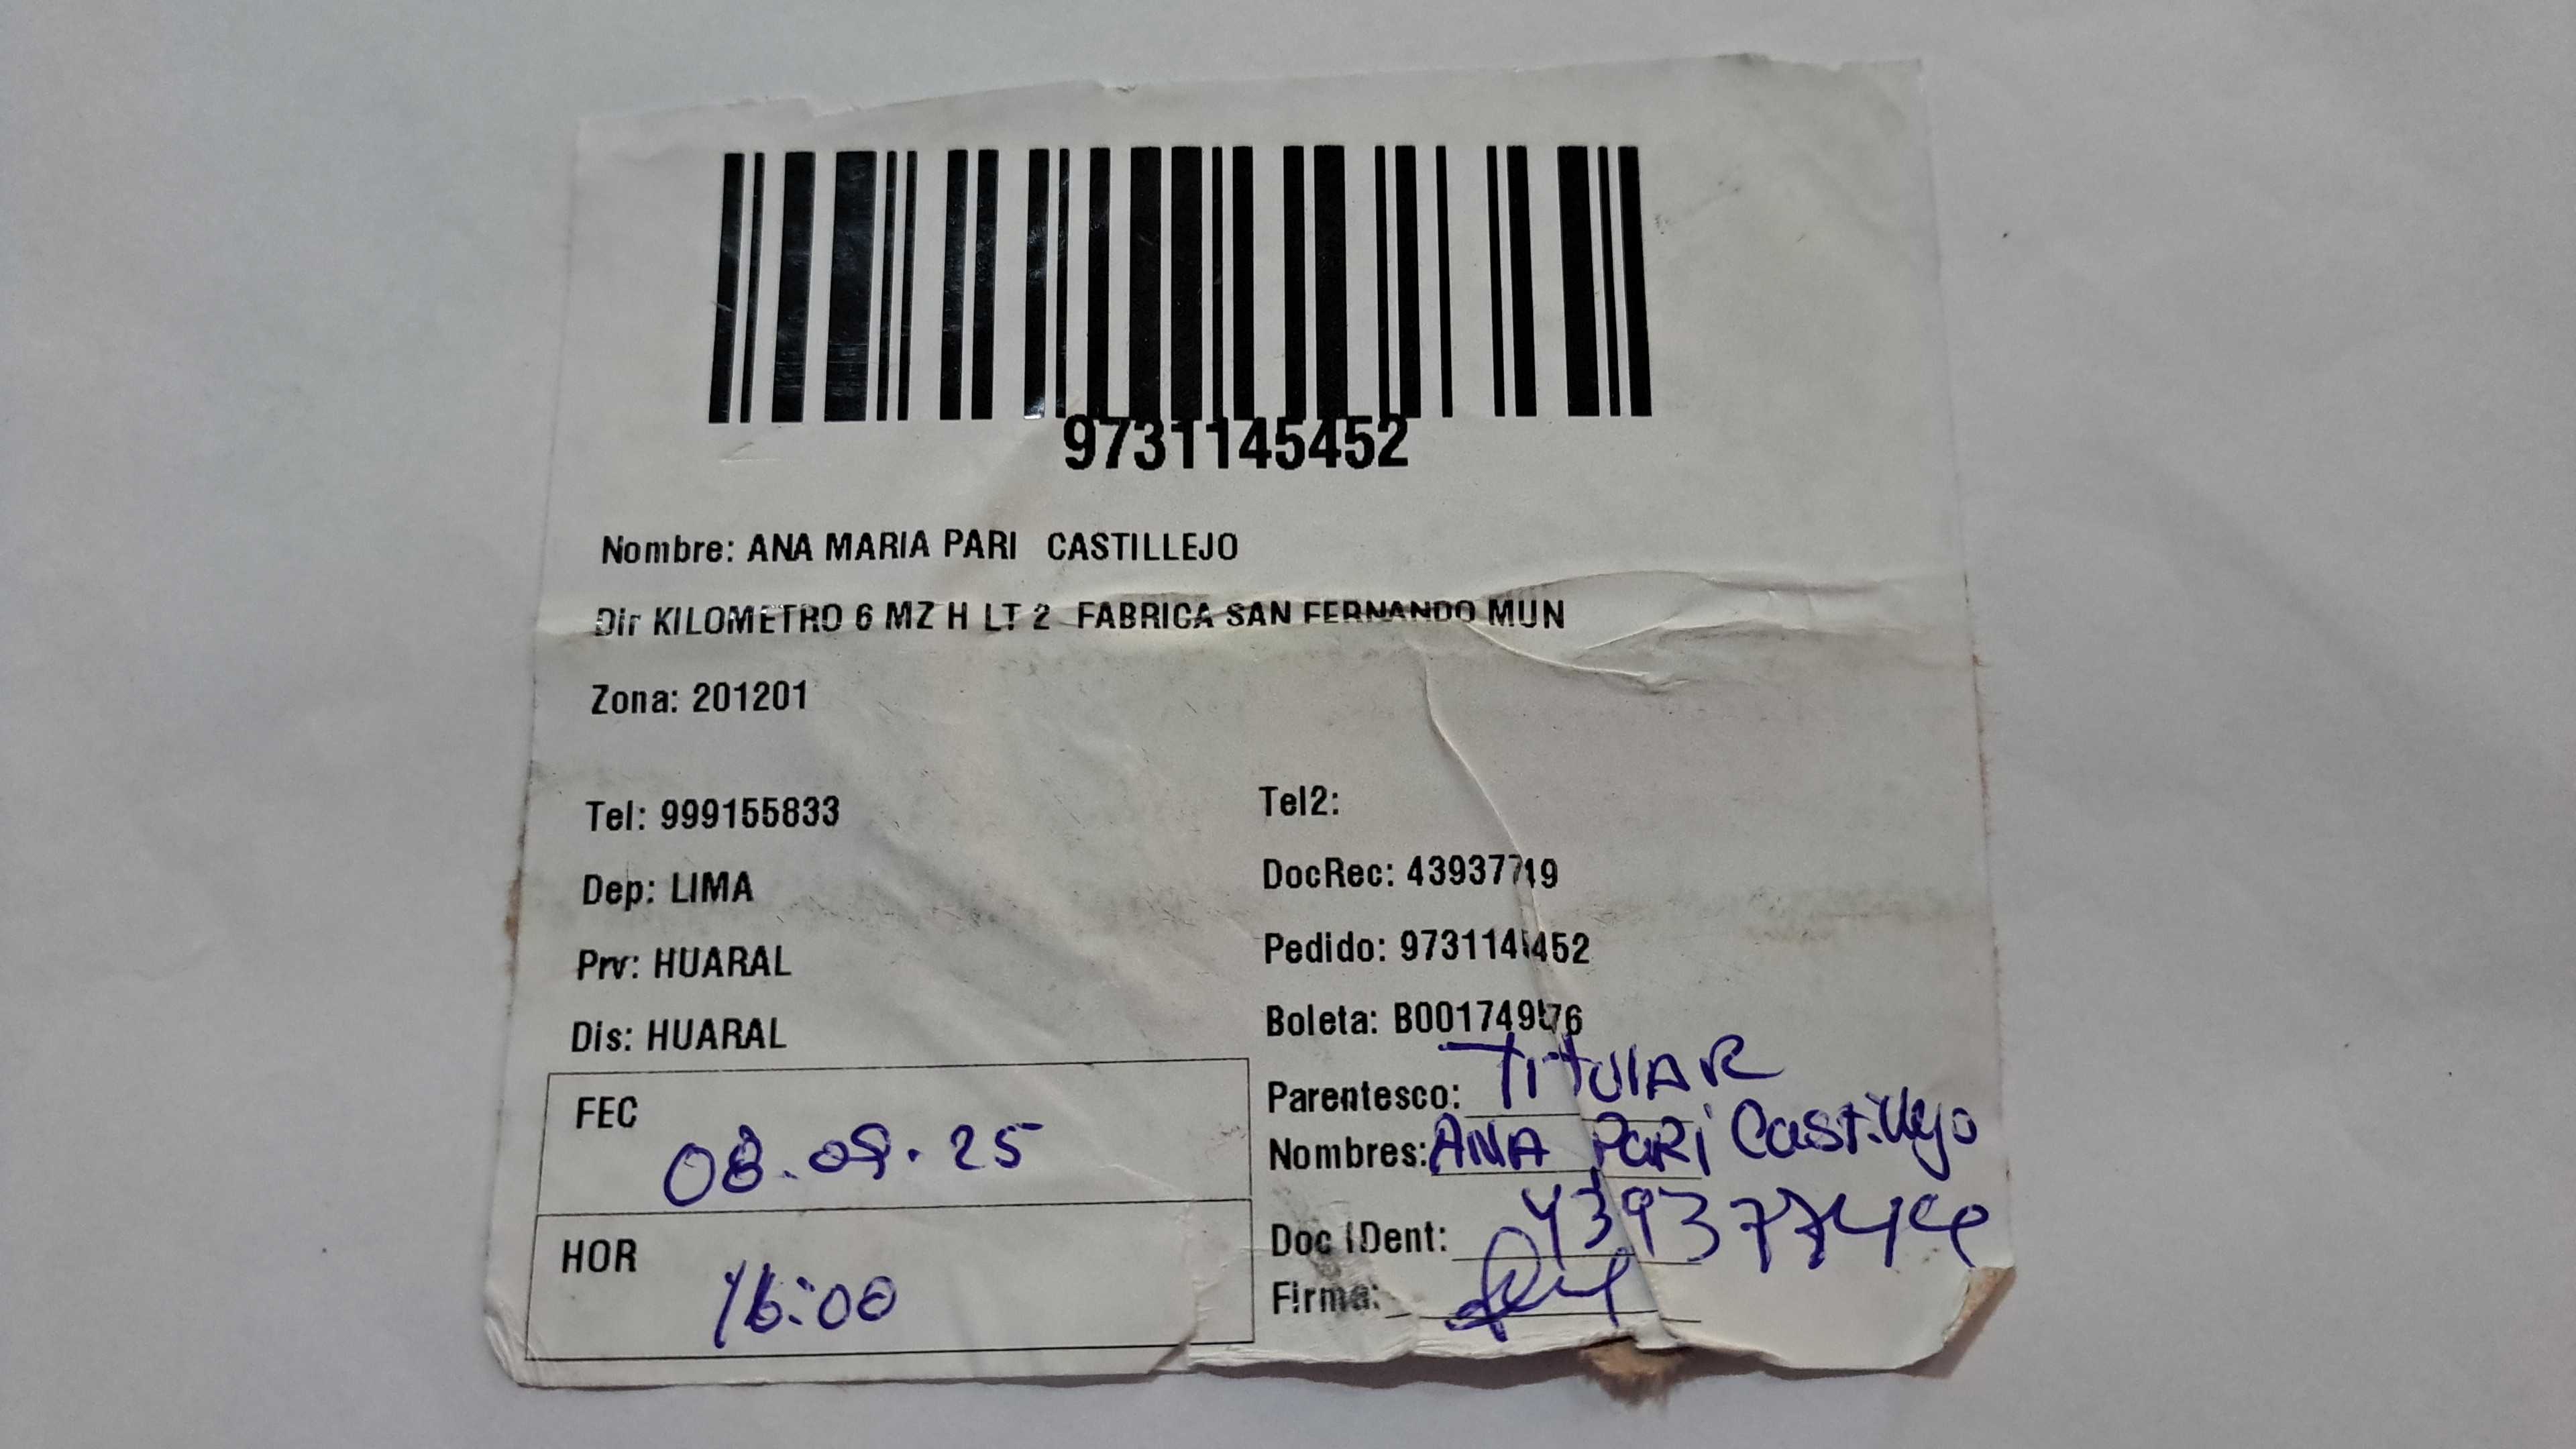 9731145452
Nombre: ANA MARIA PARI CASTILLEJO
Dir KILOMETRO 6 MZ H LT 2 FABRICA SAN FERNANDO MUN
Zona: 201201
Tel: 999155833
Tel2:
Dep: LIMA
DocRec: 43937719
Prv: HUARAL
Pedido: 9731145452
Dis: HUARAL
Boleta:
Parentesco: TITULAR
FEC 08.09.25
Nombres: ANA PARI Castillejo
HOR 16:00
Doc IDent:
Firma: